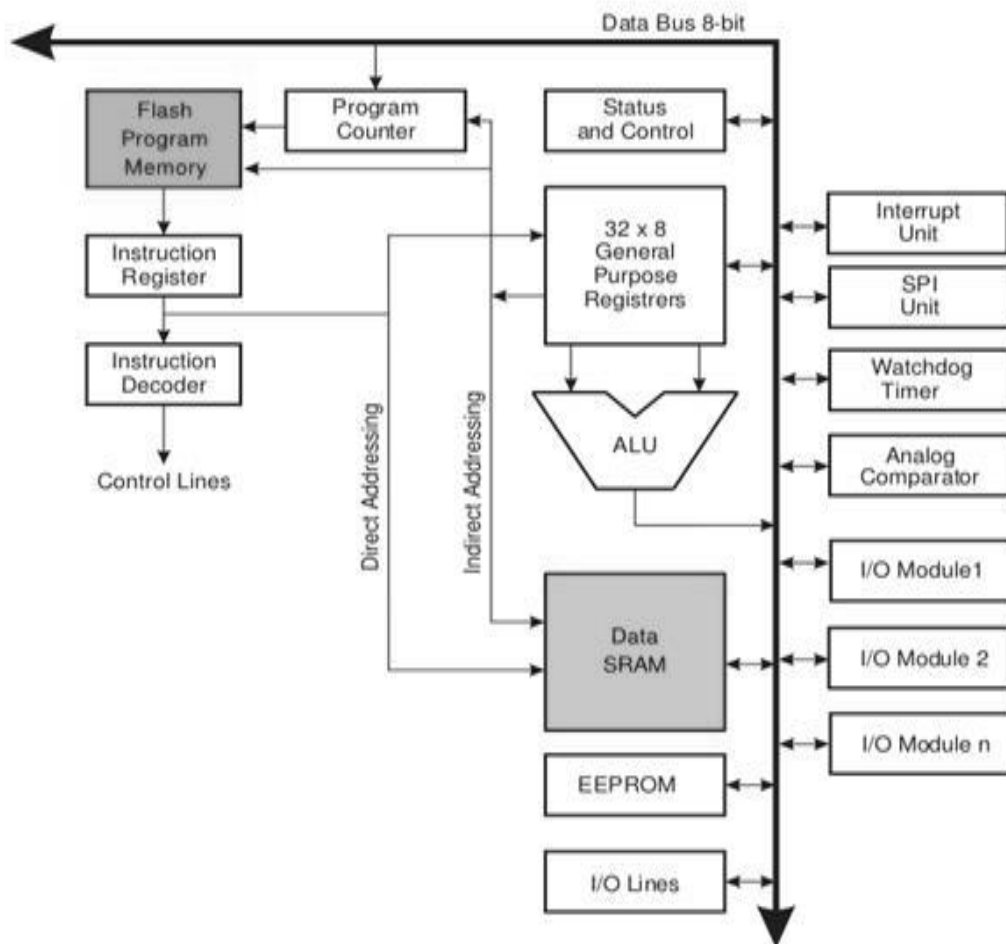 Data Bus 8-bit
Flash
Program
Memory
Program
Counter
Status
and Control
Instruction
Register
32 x 8
General
Purpose
Registrers
Interrupt
Unit
SPI
Unit
Instruction
Decoder
Watchdog
Timer
Control Lines
Direct Addressing
Indirect Addressing
ALU
Analog
Comparator
I/O Module1
Data
SRAM
I/O Module 2
I/O Module n
EEPROM
I/O Lines